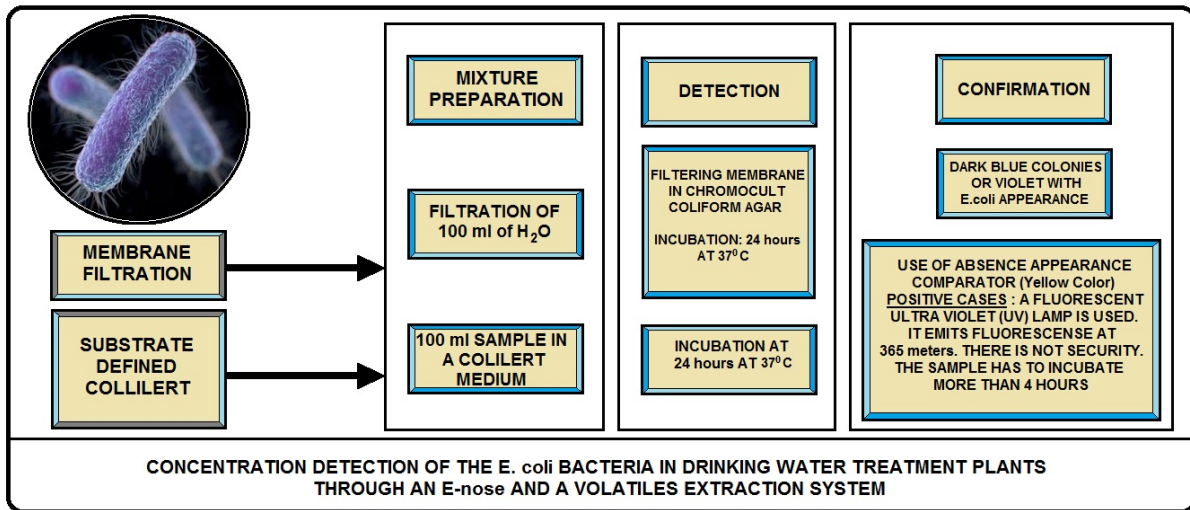 MIXTURE
PREPARATION
DETECTION
CONFIRMATION
MEMBRANE
FILTRATION
FILTRATION OF
100 ml of H₂O
FILTERING MEMBRANE
IN CHROMOCULT
COLIFORM AGAR
INCUBATION: 24 hours
AT 37⁰ C
DARK BLUE COLONIES
OR VIOLET WITH
E.coli APPEARANCE
SUBSTRATE
DEFINED
COLLILERT
100 ml SAMPLE IN
A COLILERT
MEDIUM
INCUBATION AT
24 hours AT 37⁰ C
USE OF ABSENCE APPEARANCE
COMPARATOR (Yellow Color)
POSITIVE CASES : A FLUORESCENT
ULTRA VIOLET (UV) LAMP IS USED.
IT EMITS FLUORESCENSE AT
365 meters. THERE IS NOT SECURITY.
THE SAMPLE HAS TO INCUBATE
MORE THAN 4 HOURS
CONCENTRATION DETECTION OF THE E. coli BACTERIA IN DRINKING WATER TREATMENT PLANTS
THROUGH AN E-nose AND A VOLATILES EXTRACTION SYSTEM